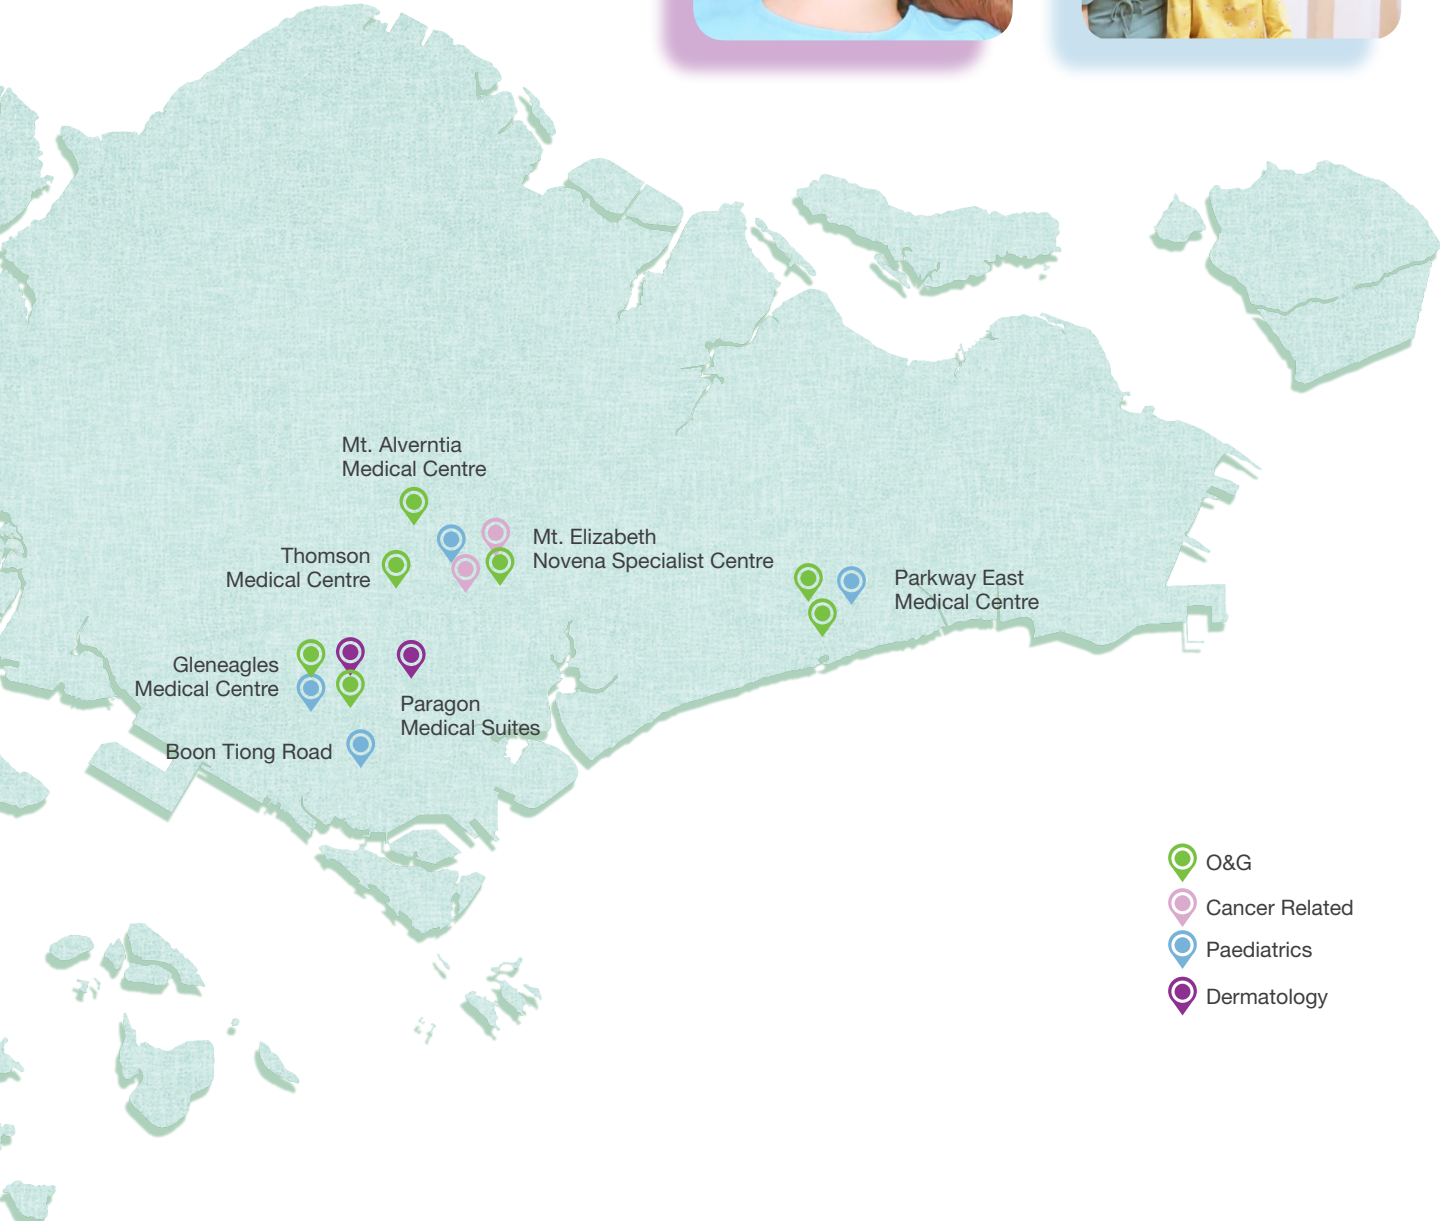 Mt. Alverntia
Medical Centre
Mt. Elizabeth
Novena Specialist Centre
Thomson
Medical Centre
Parkway East
Medical Centre
Gleneagles
Medical Centre
Paragon
Medical Suites
Boon Tiong Road
O&G
Cancer Related
Paediatrics
Dermatology